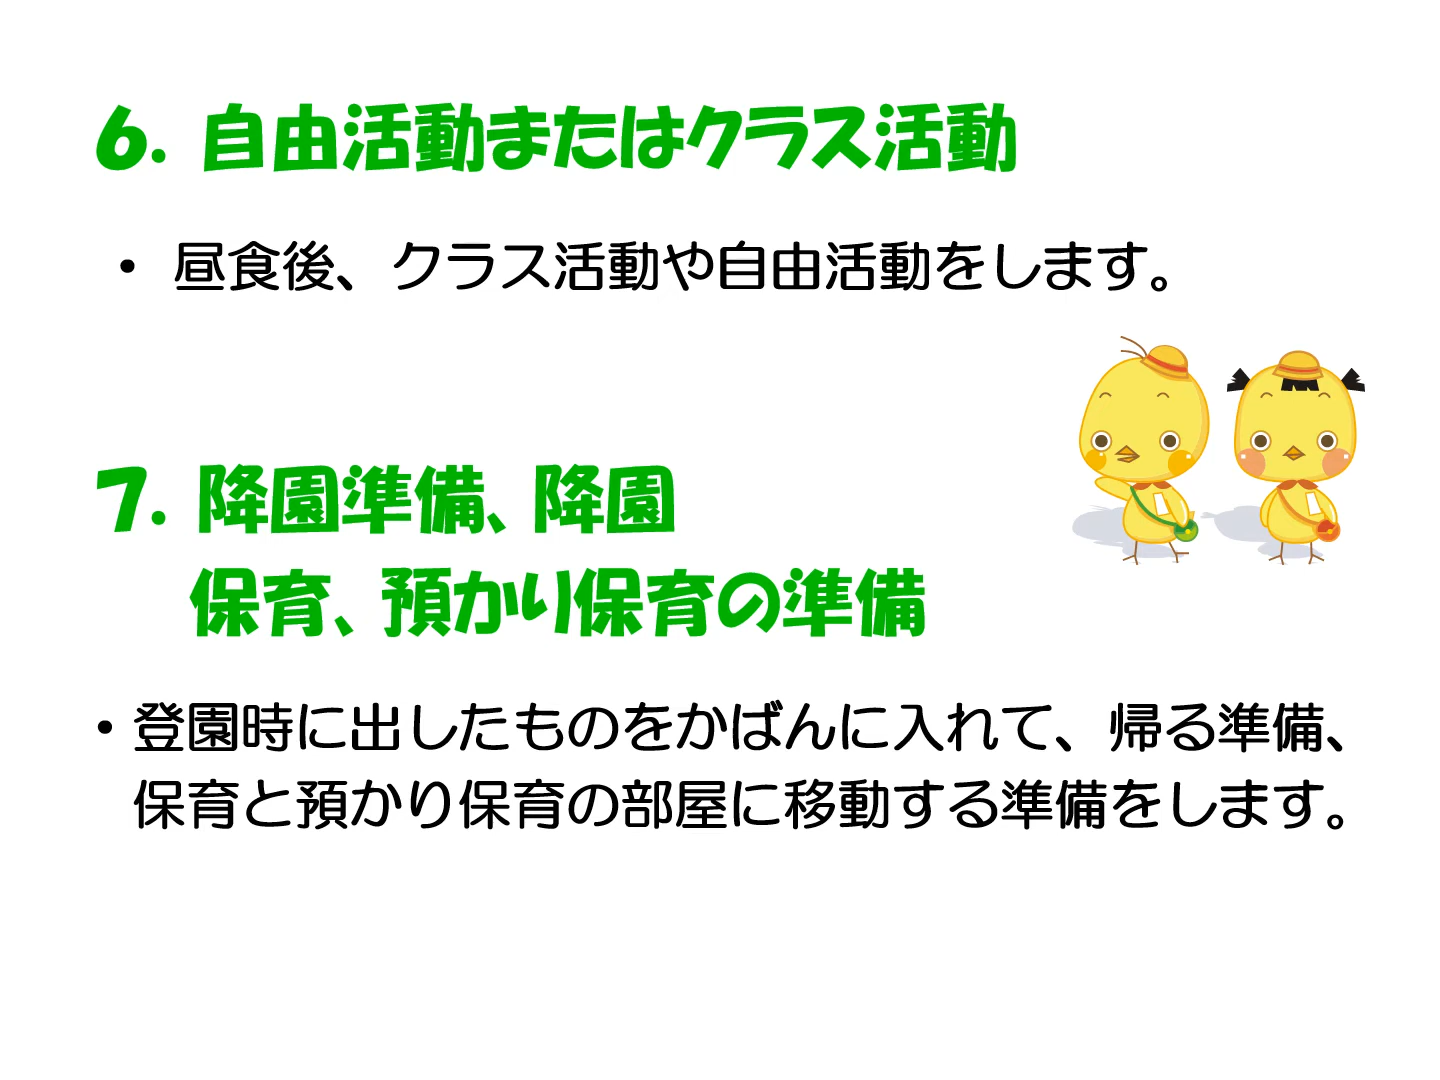 6. 自由活動またはクラス活動
• 昼食後、クラス活動や自由活動をします。
7. 降園準備、降園
保育、預かり保育の準備
• 登園時に出したものをかばんに入れて、帰る準備、
保育と預かり保育の部屋に移動する準備をします。